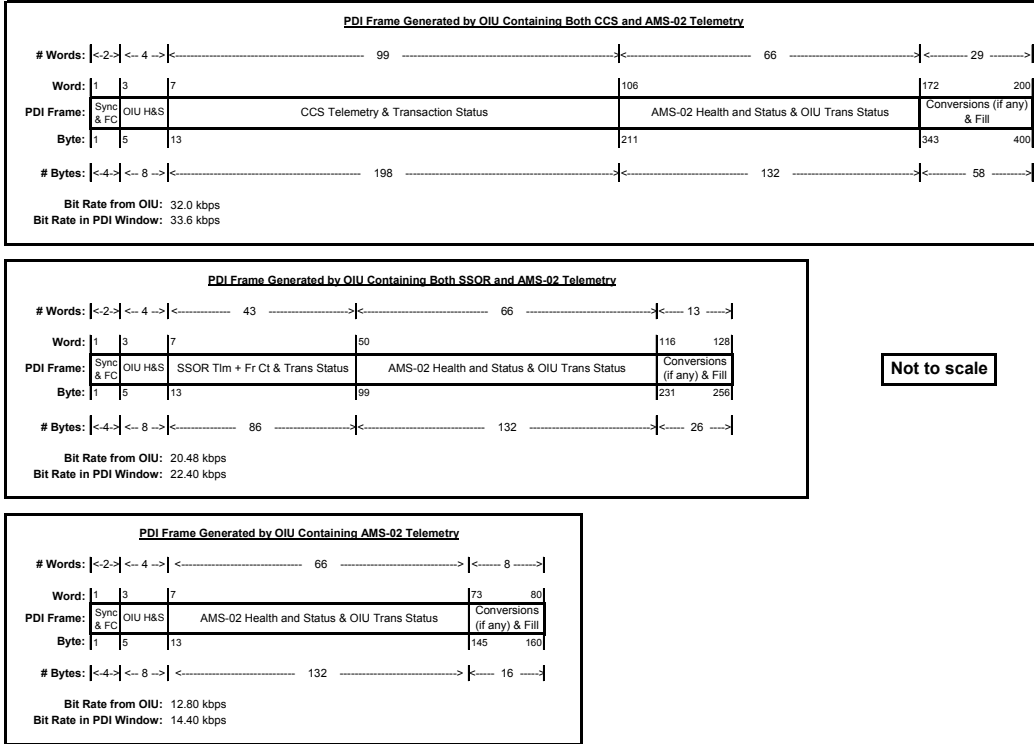 PDI Frame Generated by OIU Containing Both CCS and AMS-02 Telemetry
# Words: <-2-> <-- 4 --> <--- 99 ---> <--- 66 ---> <--- 29 --->
Word: 1 3 7 106 172 200
PDI Frame: Sync & FC OIU H&S CCS Telemetry & Transaction Status AMS-02 Health and Status & OIU Trans Status Conversions (if any) & Fill
Byte: 1 5 13 211 343 400
# Bytes: <-4-> <-- 8 --> <--- 198 ---> <--- 132 ---> <--- 58 --->
Bit Rate from OIU: 32.0 kbps
Bit Rate in PDI Window: 33.6 kbps
PDI Frame Generated by OIU Containing Both SSOR and AMS-02 Telemetry
# Words: <-2-> <-- 4 --> <--- 43 ---> <--- 66 ---> <--- 13 --->
Word: 1 3 7 50 116 128
PDI Frame: Sync & FC OIU H&S SSOR Tlm + Fr Ct & Trans Status AMS-02 Health and Status & OIU Trans Status Conversions (if any) & Fill
Byte: 1 5 13 99 231 256
# Bytes: <-4-> <-- 8 --> <--- 86 ---> <--- 132 ---> <--- 26 --->
Bit Rate from OIU: 20.48 kbps
Bit Rate in PDI Window: 22.40 kbps
Not to scale
PDI Frame Generated by OIU Containing AMS-02 Telemetry
# Words: <-2-> <-- 4 --> <--- 66 ---> <--- 8 --->
Word: 1 3 7 73 80
PDI Frame: Sync & FC OIU H&S AMS-02 Health and Status & OIU Trans Status Conversions (if any) & Fill
Byte: 1 5 13 145 160
# Bytes: <-4-> <-- 8 --> <--- 132 ---> <--- 16 --->
Bit Rate from OIU: 12.80 kbps
Bit Rate in PDI Window: 14.40 kbps